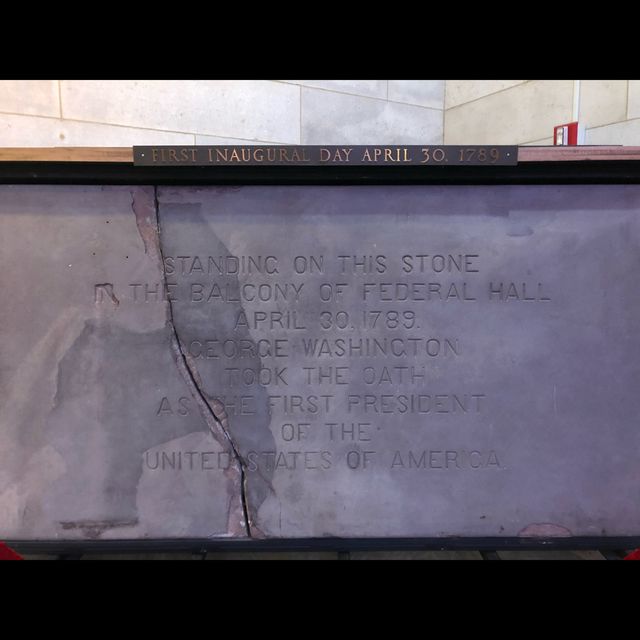 FIRST INAUGURAL DAY APRIL 30, 1789
STANDING ON THIS STONE
IN THE BALCONY OF FEDERAL HALL
APRIL 30. 1789.
GEORGE WASHINGTON
TOOK THE OATH
AS THE FIRST PRESIDENT
OF THE
UNITED STATES OF AMERICA.